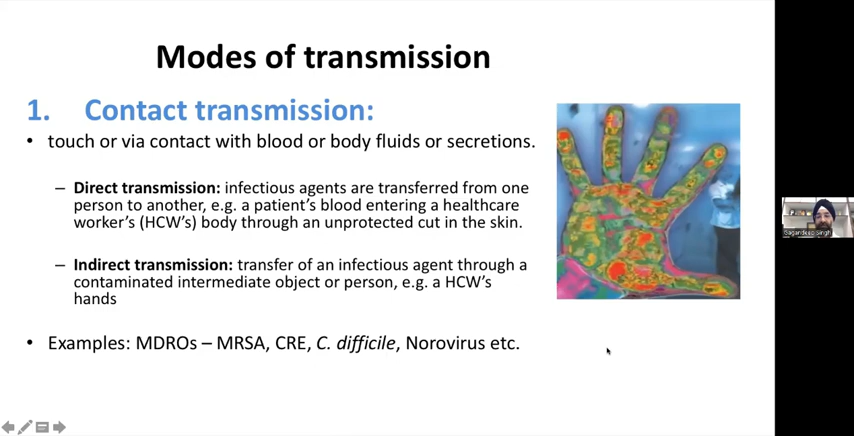 Modes of transmission
1. Contact transmission:
• touch or via contact with blood or body fluids or secretions.
– Direct transmission: infectious agents are transferred from one
person to another, e.g. a patient's blood entering a healthcare
worker's (HCW's) body through an unprotected cut in the skin.
– Indirect transmission: transfer of an infectious agent through a
contaminated intermediate object or person, e.g. a HCW's
hands
• Examples: MDROs – MRSA, CRE, C. difficile, Norovirus etc.
Gagandeep Singh